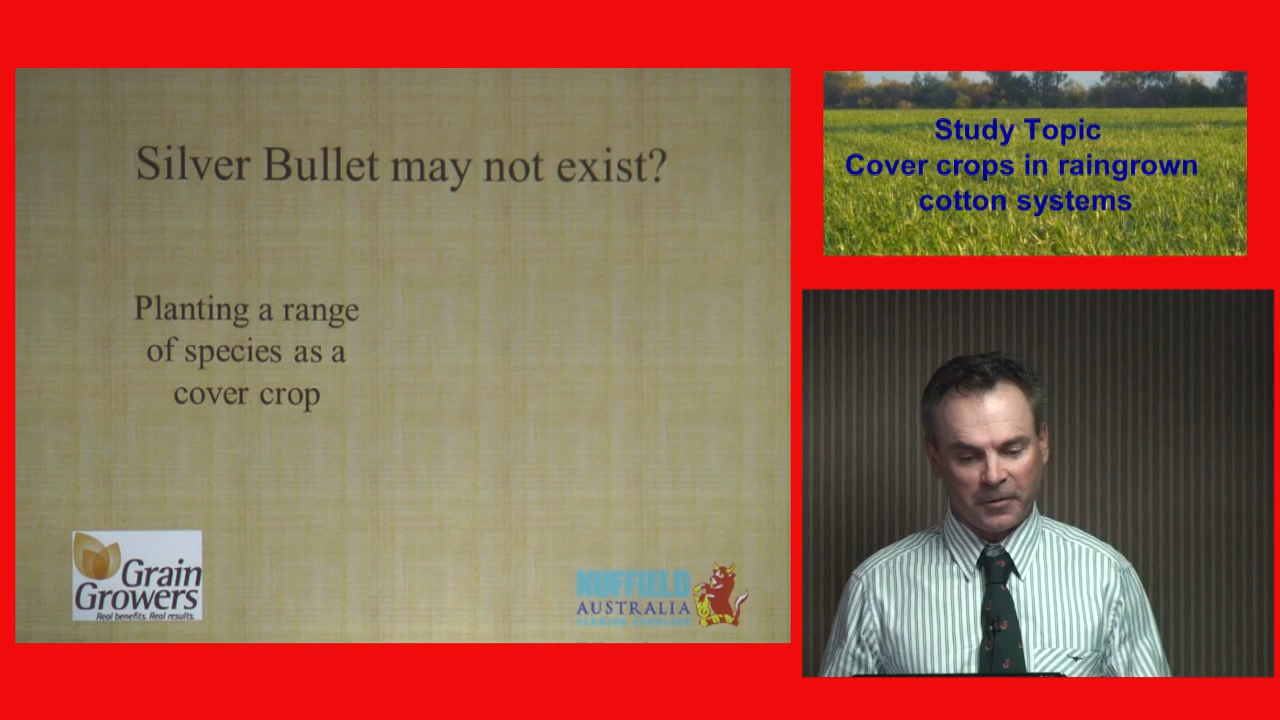 Silver Bullet may not exist?
Planting a range
of species as a
cover crop
Grain
Growers
Real benefits. Real results.
NUFFIELD
AUSTRALIA
Study Topic
Cover crops in raingrown
cotton systems